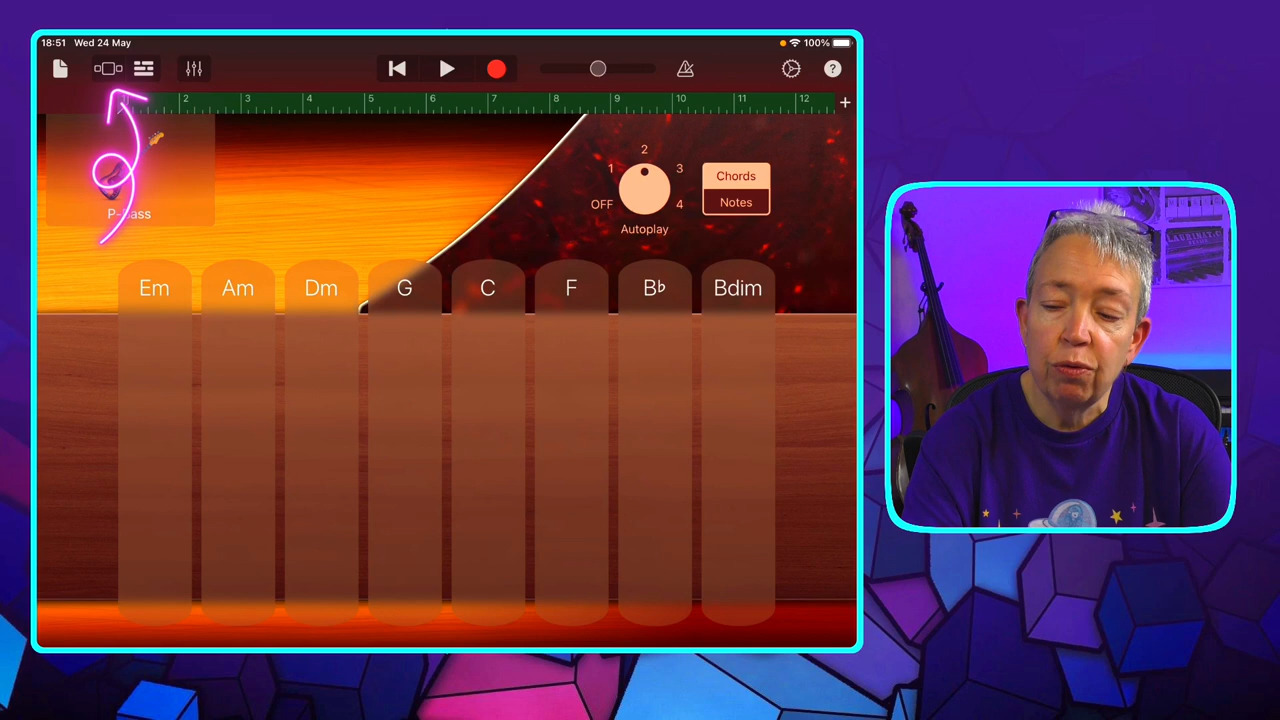 18:51 Wed 24 May
100%
?
1 2 3 4 5 6 7 8 9 10 11 12 +
2
1 3
OFF 4
Autoplay
Chords
Notes
P-Bass
Em Am Dm G C F B♭ Bdim